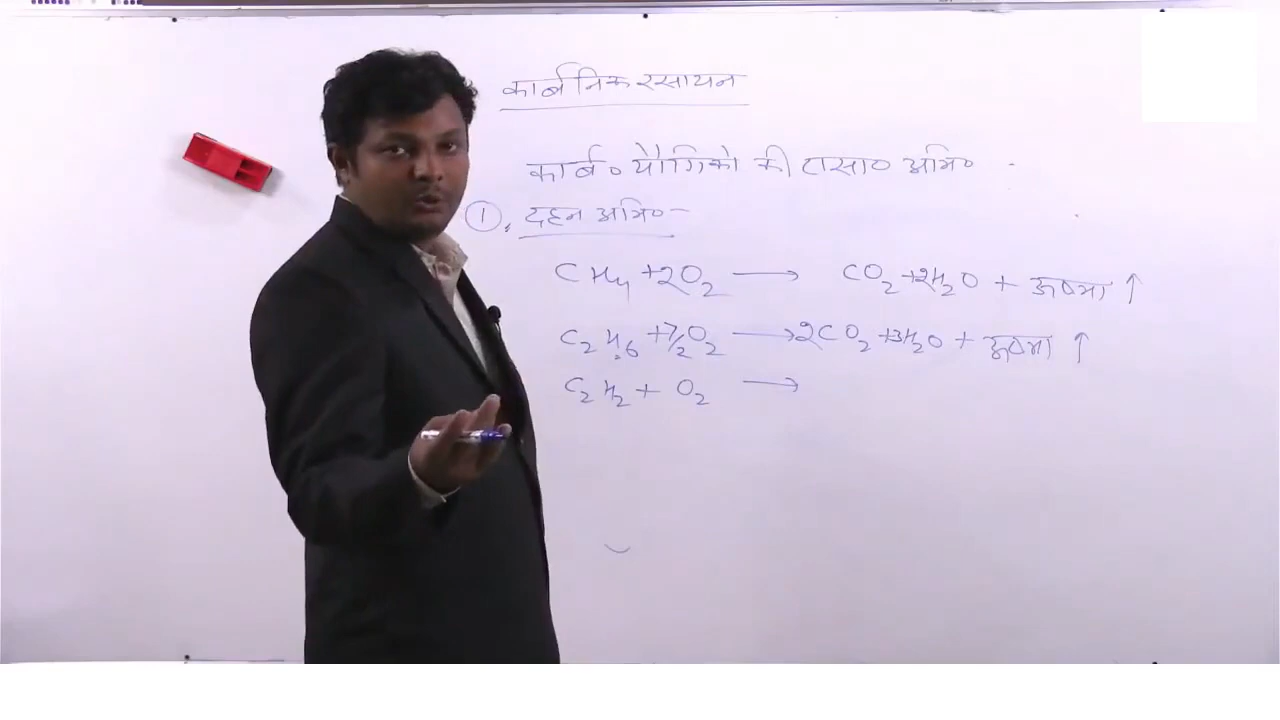 कार्बनिक रसायन
कार्ब० यौगिको की रासा० अभि०
① दहन अभि० -
CH4 + 2O2 → CO2 + 2H2O + ऊष्मा ↑
C2H6 + 7/2 O2 → 2CO2 + 3H2O + ऊष्मा ↑
C2H2 + O2 →